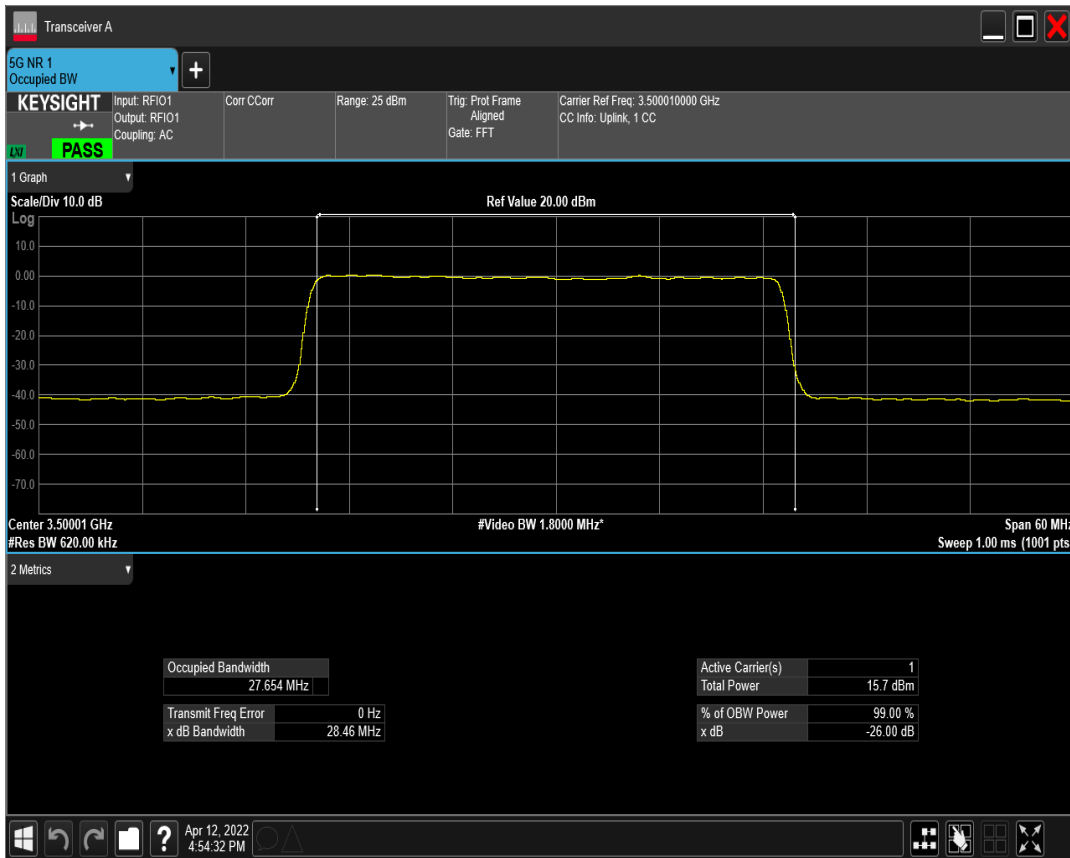 Transceiver A
5G NR 1
Occupied BW
+
KEYSIGHT
LXI
PASS
Input: RFIO1
Output: RFIO1
Coupling: AC
Corr CCorr
Range: 25 dBm
Trig: Prot Frame
Aligned
Gate: FFT
Carrier Ref Freq: 3.500010000 GHz
CC Info: Uplink, 1 CC
1 Graph
Scale/Div 10.0 dB
Ref Value 20.00 dBm
Log
10.0
0.00
-10.0
-20.0
-30.0
-40.0
-50.0
-60.0
-70.0
Center 3.50001 GHz
#Video BW 1.8000 MHz*
Span 60 MHz
#Res BW 620.00 kHz
Sweep 1.00 ms (1001 pts
2 Metrics
Occupied Bandwidth
27.654 MHz
Transmit Freq Error 0 Hz
x dB Bandwidth 28.46 MHz
Active Carrier(s) 1
Total Power 15.7 dBm
% of OBW Power 99.00 %
x dB -26.00 dB
?
Apr 12, 2022
4:54:32 PM